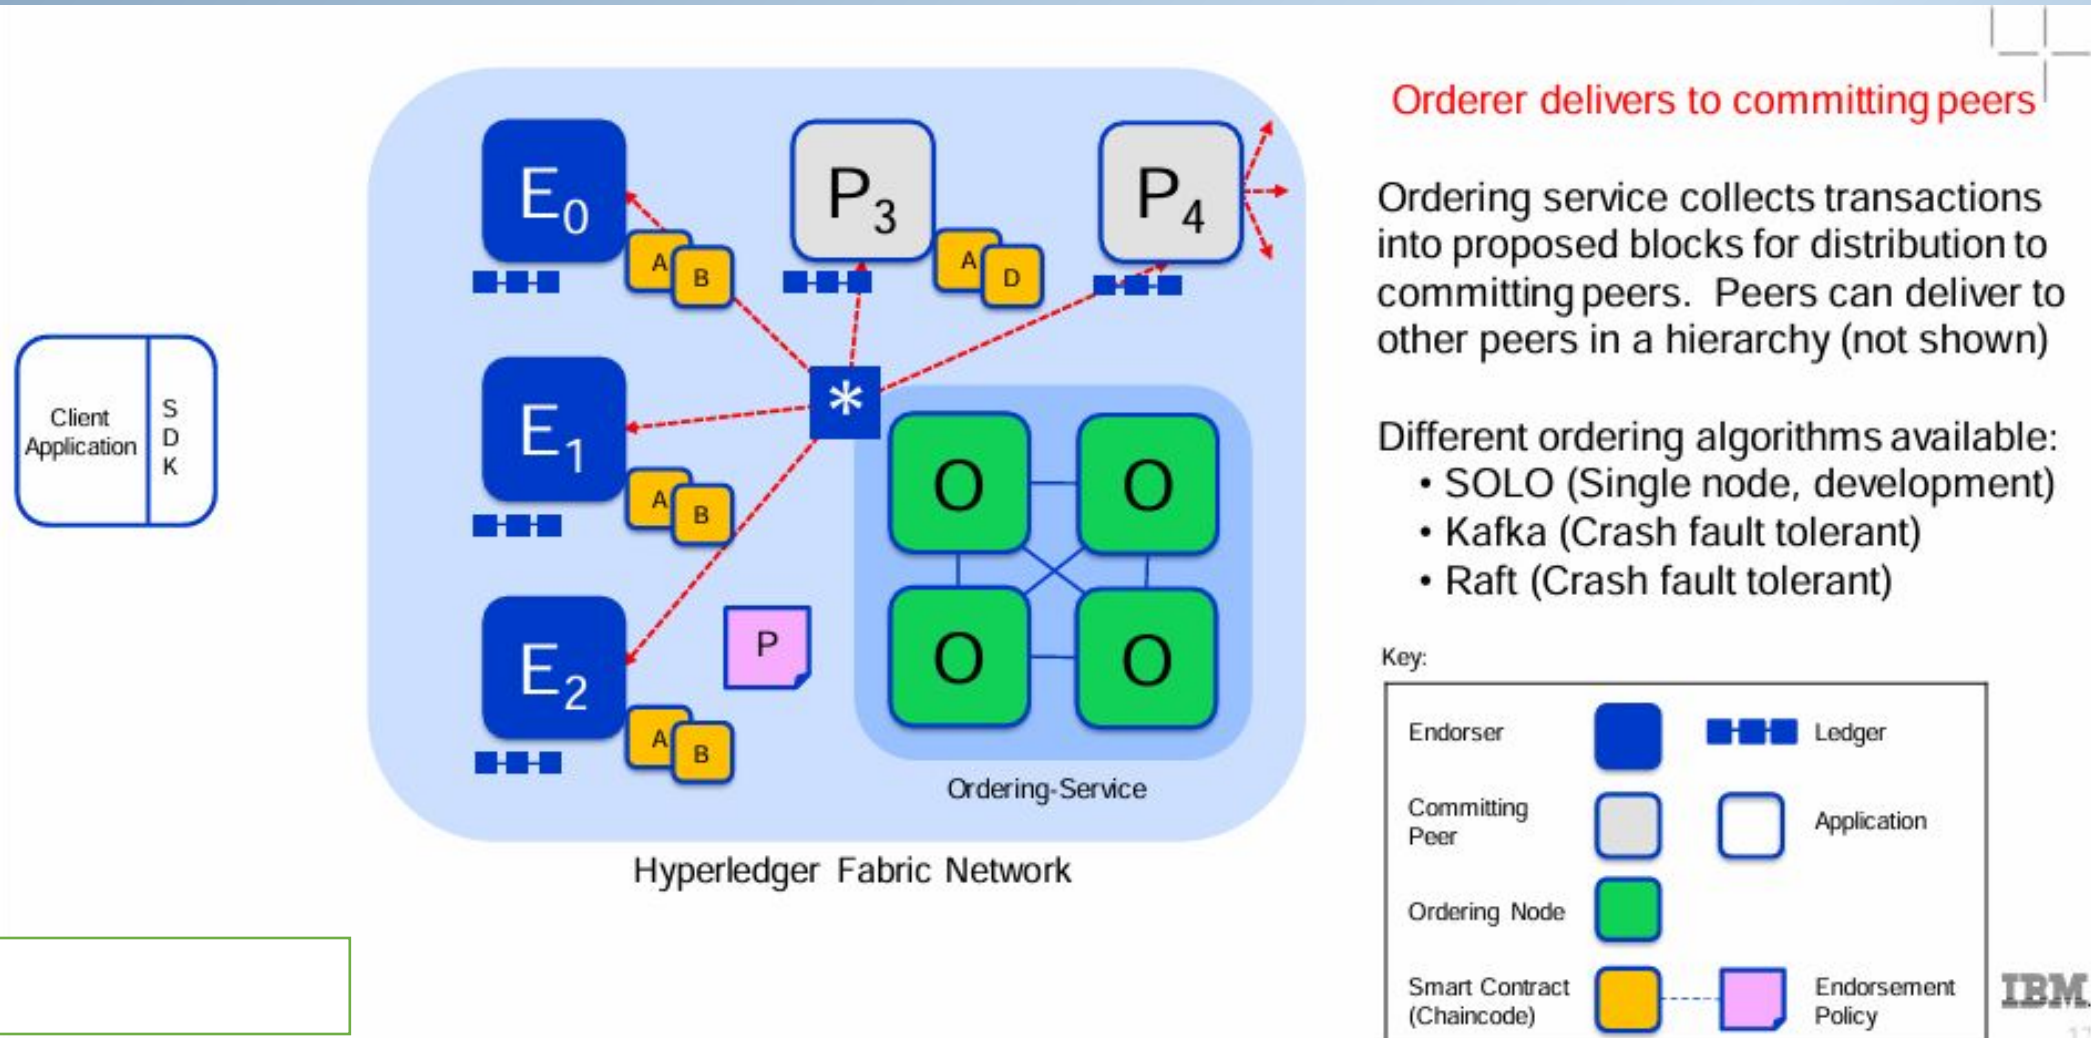 Orderer delivers to committing peers
Ordering service collects transactions
into proposed blocks for distribution to
committing peers. Peers can deliver to
other peers in a hierarchy (not shown)
Different ordering algorithms available:
• SOLO (Single node, development)
• Kafka (Crash fault tolerant)
• Raft (Crash fault tolerant)
Client
Application
S
D
K
E0
A
B
P3
A
D
P4
*
E1
A
B
E2
A
B
P
O
O
O
O
Ordering-Service
Hyperledger Fabric Network
Key:
Endorser
Ledger
Committing
Peer
Application
Ordering Node
Smart Contract
(Chaincode)
Endorsement
Policy
IBM.